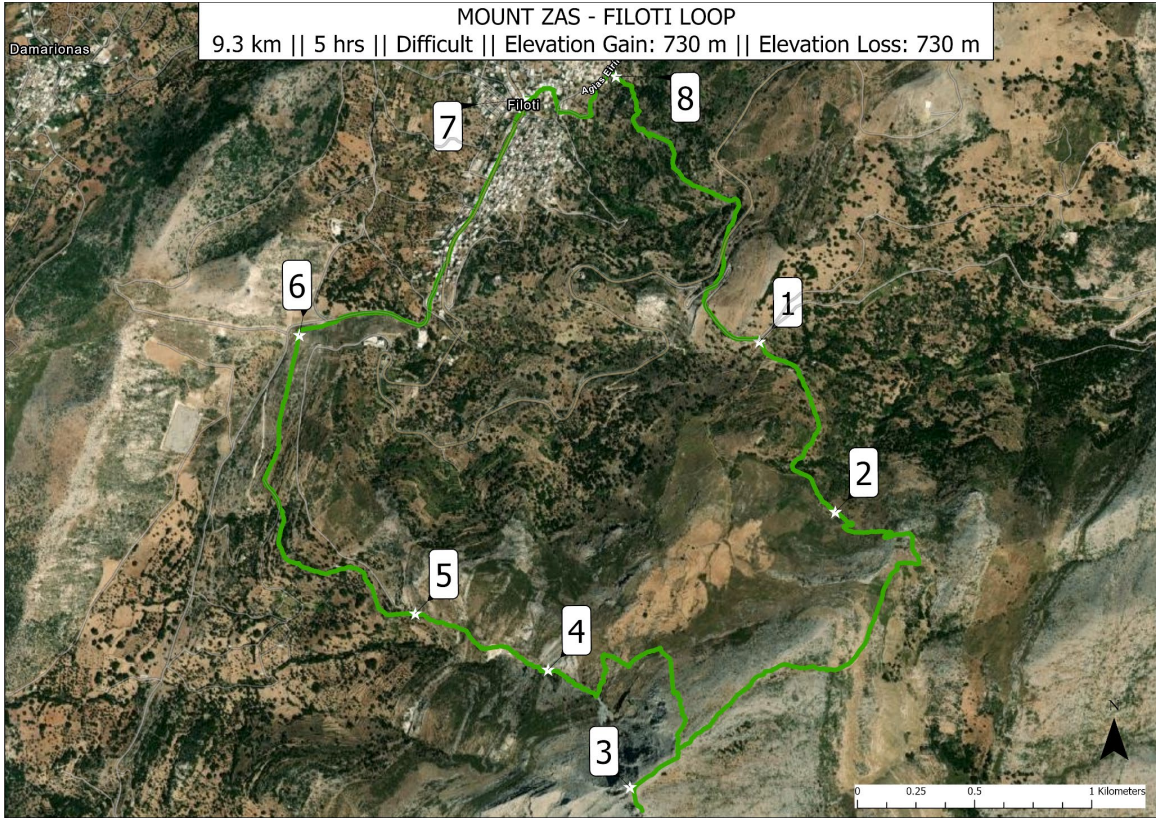 MOUNT ZAS - FILOTI LOOP
9.3 km || 5 hrs || Difficult || Elevation Gain: 730 m || Elevation Loss: 730 m
Damarionas
Filoti
8
7
6
1
2
5
4
3
N
0 0.25 0.5 1 Kilometers